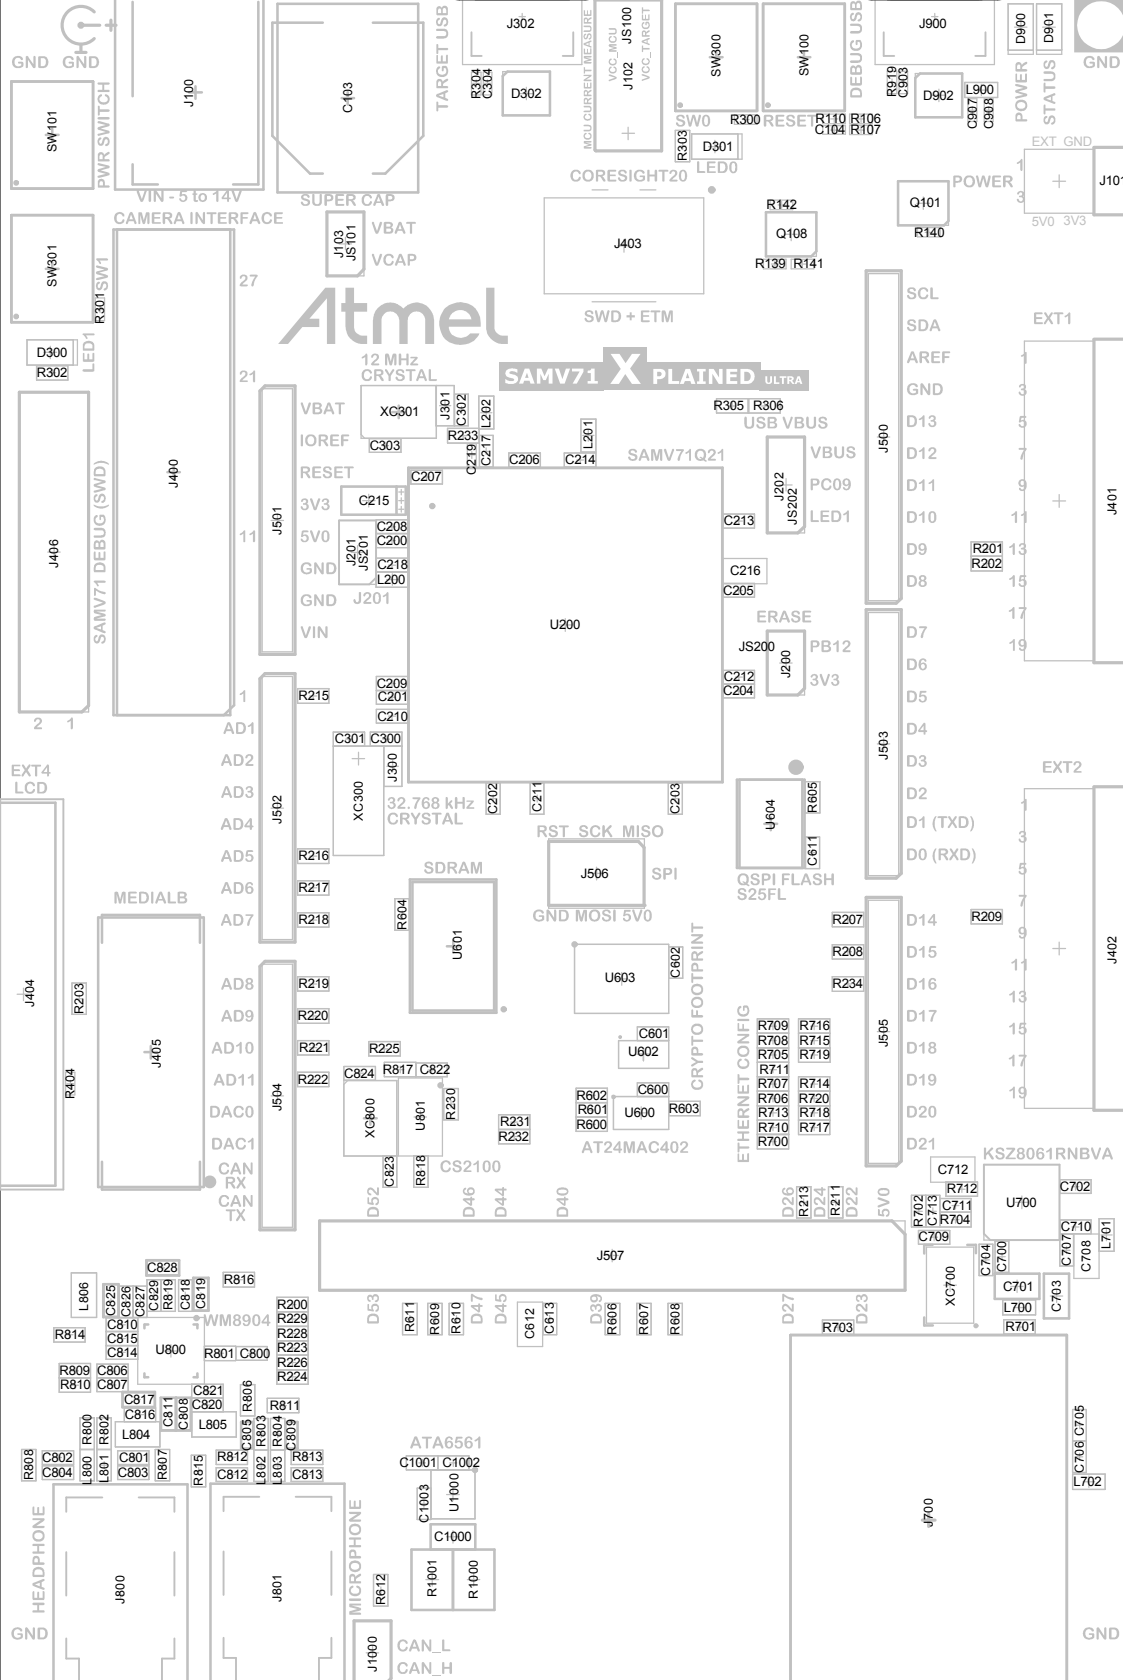 GND GND
PWR SWITCH
SW101
J100
VIN - 5 to 14V
C103
SUPER CAP
TARGET USB
J302
R304
C304
D302
MCU CURRENT MEASURE
VCC_MCU
J102 JS100
VCC_TARGET
SW300
SW0
R300
SW100
RESET
DEBUG USB
R110 R106
C104 R107
R303
D301
LED0
J900
R919
C903
D902
L900
C907
C908
D900
POWER
D901
STATUS
GND
EXT GND
POWER
1
3
J101
5V0 3V3
Q101
R140
R142
Q108
R139 R141
CORESIGHT20
J403
SWD + ETM
CAMERA INTERFACE
27
21
11
1
J400
J103
JS101
VBAT
VCAP
SW301
SW1
R301
LED1
D300
R302
J406
SAMV71 DEBUG (SWD)
2 1
Atmel
SAMV71 X PLAINED ULTRA
12 MHz
CRYSTAL
XC301
J301
C302
L202
R233
C303
C219
C217
C206
L201
C214
SAMV71Q21
R305 R306
USB VBUS
J202
JS202
VBUS
PC09
LED1
J501
VBAT
IOREF
RESET
3V3
5V0
GND
GND
VIN
C207
C215
C208
C200
J201
JS201
C218
L200
J201
U200
C213
C216
C205
ERASE
JS200
J200
PB12
3V3
C212
C204
C209
C201
C210
C301 C300
J300
XC300
32.768 kHz
CRYSTAL
C202
C211
C203
J500
SCL
SDA
AREF
GND
D13
D12
D11
D10
D9
D8
R201
R202
EXT1
1
3
5
7
9
11
13
15
17
19
J401
J503
D7
D6
D5
D4
D3
D2
D1 (TXD)
D0 (RXD)
U604
R605
C611
QSPI FLASH
S25FL
EXT2
1
3
5
7
9
11
13
15
17
19
J402
R209
EXT4
LCD
J404
R203
R404
MEDIALB
J405
J502
R215
AD1
AD2
AD3
AD4
AD5
R216
AD6
R217
AD7
R218
J504
AD8
R219
AD9
R220
AD10
R221
AD11
R222
DAC0
DAC1
CAN
RX
CAN
TX
SDRAM
U601
R604
RST SCK MISO
J506
SPI
GND MOSI 5V0
U603
C602
CRYPTO FOOTPRINT
C601
U602
R602
R601
R600
C600
U600
R603
AT24MAC402
R225
R817 C822
C824
XC800
U801
R230
C823
R818
CS2100
R231
R232
ETHERNET CONFIG
R709 R716
R708 R715
R705 R719
R711
R707 R714
R706 R720
R713 R718
R710 R717
R700
R207
R208
R234
J505
D14
D15
D16
D17
D18
D19
D20
D21
D52
D46
D44
D40
D26
R213
D24
R211
D22
5V0
J507
D53
R611
R609
R610
D47
D45
C612
C613
D39
R606
R607
R608
D27
D23
R703
KSZ8061RNBVA
C712
R712
R702
C713
C711
R704
C709
U700
C702
C710
C707
C708
L701
C704
C700
XC700
C701
L700
R701
C703
C828
R816
L806
C825
C826
C827
C829
R819
C818
C819
WM8904
R200
R229
R228
R223
R226
R224
R814
C810
C815
C814
U800
R801 C800
R809
R810
C806
C807
C817
C816
C811
C808
C821
C820
R806
R811
R800
R802
L804
L805
C805
R803
R804
C809
R808
C802
C804
L800
L801
C801
C803
R807
R815
R812
C812
L802
L803
R813
C813
HEADPHONE
J800
GND
J801
MICROPHONE
R612
ATA6561
C1001 C1002
C1003
U1000
C1000
R1001
R1000
J1000
CAN_L
CAN_H
J700
C705
C706
L702
GND